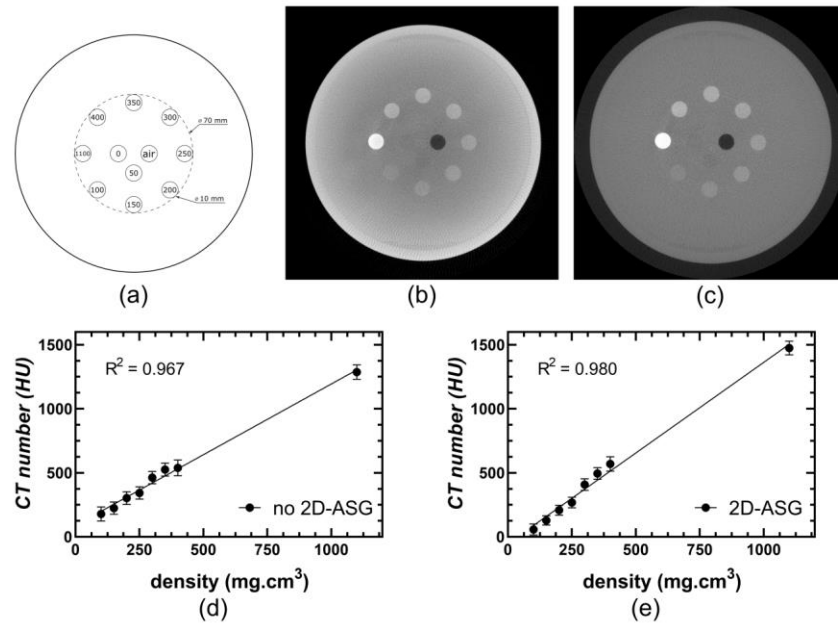 350
400
300
ø 70 mm
1100
0
air
250
50
100
200
150
ø 10 mm
(a)
(b)
(c)
1500
1000
500
0
CT number (HU)
R² = 0.967
no 2D-ASG
0 250 500 750 1000
density (mg.cm³)
(d)
1500
1000
500
0
CT number (HU)
R² = 0.980
2D-ASG
0 250 500 750 1000
density (mg.cm³)
(e)